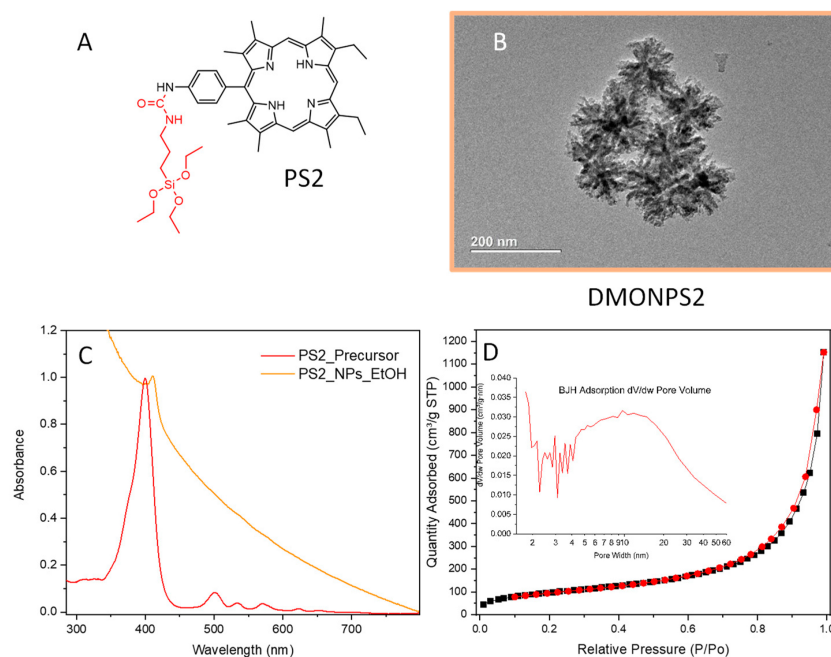 A
N
HN
NH
N
NH
O
HN
Si
O
O
O
PS2
B
200 nm
DMONPS2
C
PS2_Precursor
PS2_NPs_EtOH
1.2
1.0
0.8
0.6
0.4
0.2
0.0
Absorbance
300 400 500 600 700
Wavelength (nm)
D
1200
1100
1000
900
800
700
600
500
400
300
200
100
0
Quantity Adsorbed (cm³/g STP)
BJH Adsorption dV/dw Pore Volume
0.040
0.035
0.030
0.025
0.020
0.015
0.010
0.005
0.000
dV/dw Pore Volume (cm³/g·nm)
2 3 4 5 6 7 8 9 10 20 30 40 50 60
Pore Width (nm)
0.0 0.2 0.4 0.6 0.8 1.0
Relative Pressure (P/Po)